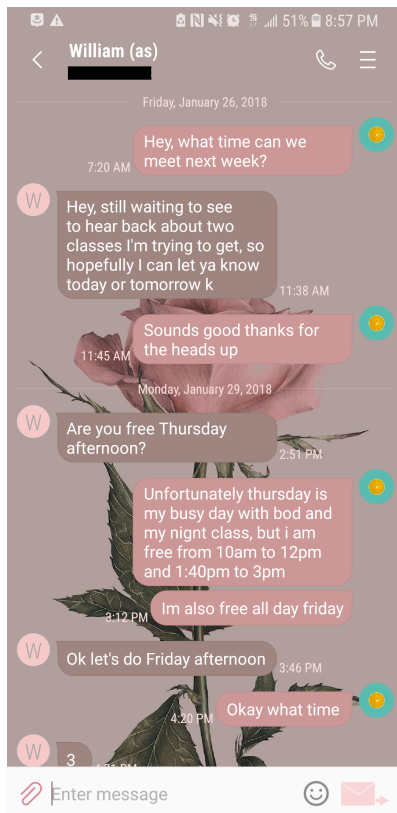 51% 8:57 PM
William (as)
Friday, January 26, 2018
Hey, what time can we
meet next week?
7:20 AM
W
Hey, still waiting to see
to hear back about two
classes I'm trying to get, so
hopefully I can let ya know
today or tomorrow k
11:38 AM
Sounds good thanks for
the heads up
11:45 AM
Monday, January 29, 2018
W
Are you free Thursday
afternoon?
2:51 PM
Unfortunately thursday is
my busy day with bod and
my nignt class, but i am
free from 10am to 12pm
and 1:40pm to 3pm
Im also free all day friday
3:12 PM
W
Ok let's do Friday afternoon
3:46 PM
Okay what time
4:20 PM
W
3
Enter message